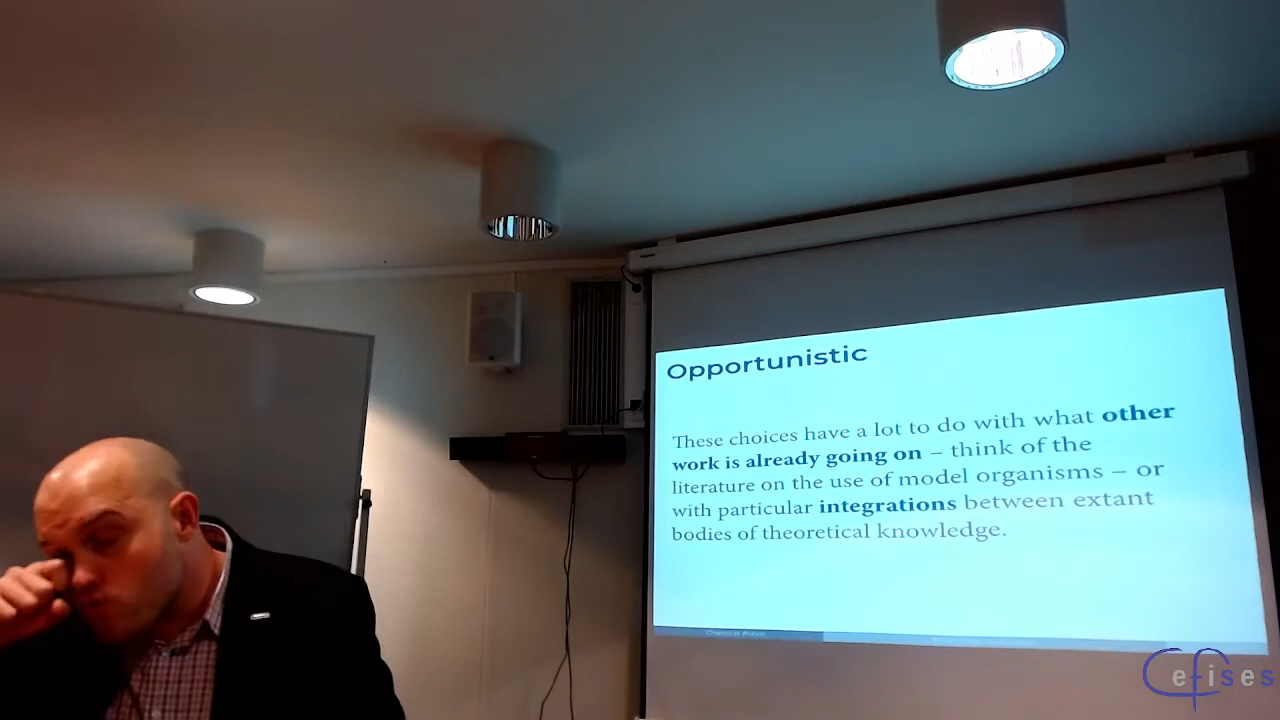 Opportunistic
These choices have a lot to do with what other
work is already going on – think of the
literature on the use of model organisms – or
with particular integrations between extant
bodies of theoretical knowledge.
Cefises